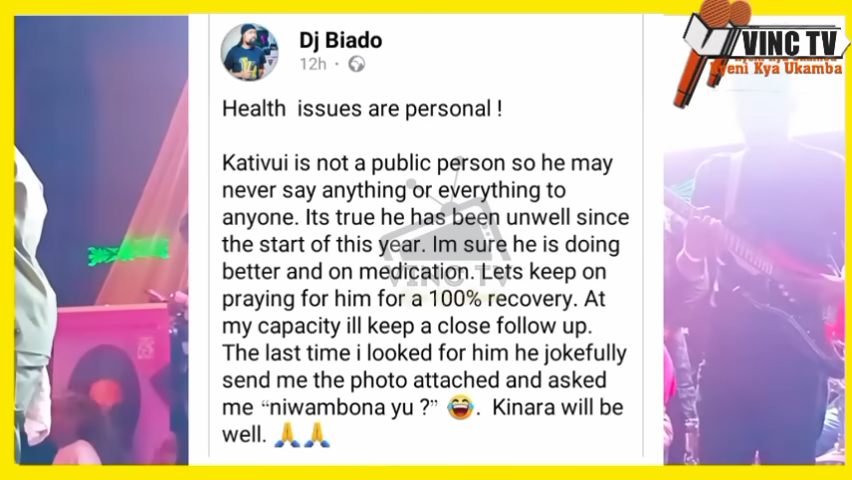 Dj Biado
12h ·
Health issues are personal !
Kativui is not a public person so he may
never say anything or everything to
anyone. Its true he has been unwell since
the start of this year. Im sure he is doing
better and on medication. Lets keep on
praying for him for a 100% recovery. At
my capacity ill keep a close follow up.
The last time i looked for him he jokefully
send me the photo attached and asked
me “niwambona yu ?” 😂. Kinara will be
well. 🙏🙏
VINC TV
Kyeni Kya Ukamba
VINC TV